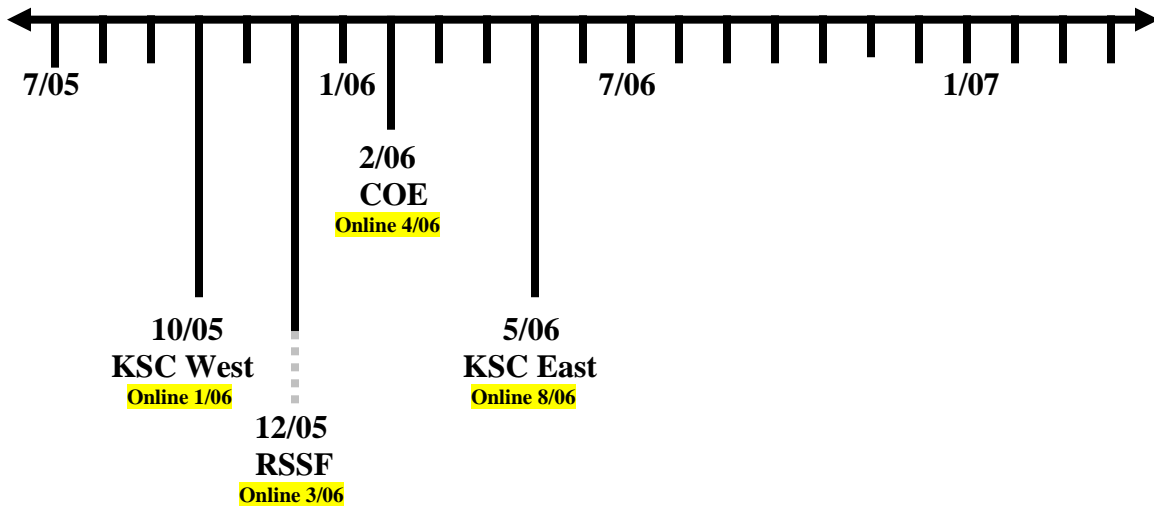 7/05
1/06
7/06
1/07
2/06
COE
Online 4/06
10/05
KSC West
Online 1/06
5/06
KSC East
Online 8/06
12/05
RSSF
Online 3/06